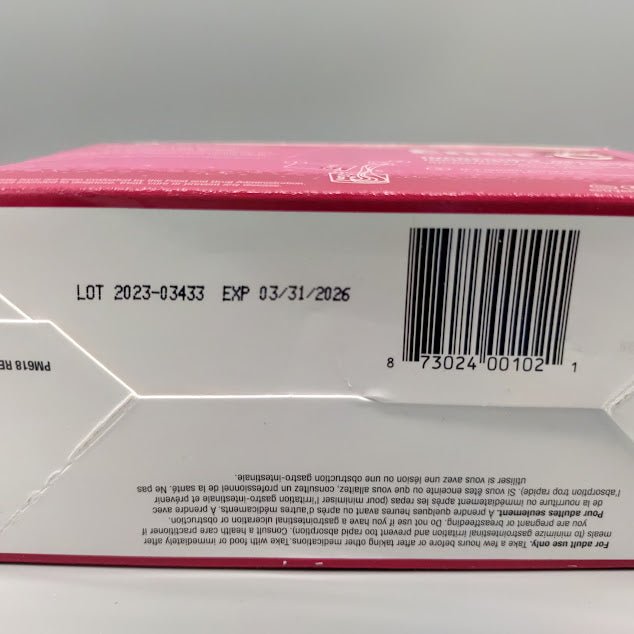 LOT 2023-03433 EXP 03/31/2026
8 73024 00102 1
PM618 RE
For adult use only. Take a few hours before or after taking other medications. Take with food or immediately after
meals (to minimize gastrointestinal irritation and prevent too rapid absorption). Consult a health care practitioner if
you are pregnant or breastfeeding. Do not use if you have a gastrointestinal ulceration or obstruction.
Pour adultes seulement. À prendre quelques heures avant ou après d'autres médicaments. À prendre avec
de la nourriture ou immédiatement après les repas (pour minimiser l'irritation gastro-intestinale et prévenir
l'absorption trop rapide). Si vous êtes enceinte ou que vous allaitez, consultez un professionnel de la santé. Ne pas
utiliser si vous avez une lésion ou une obstruction gastro-intestinale.